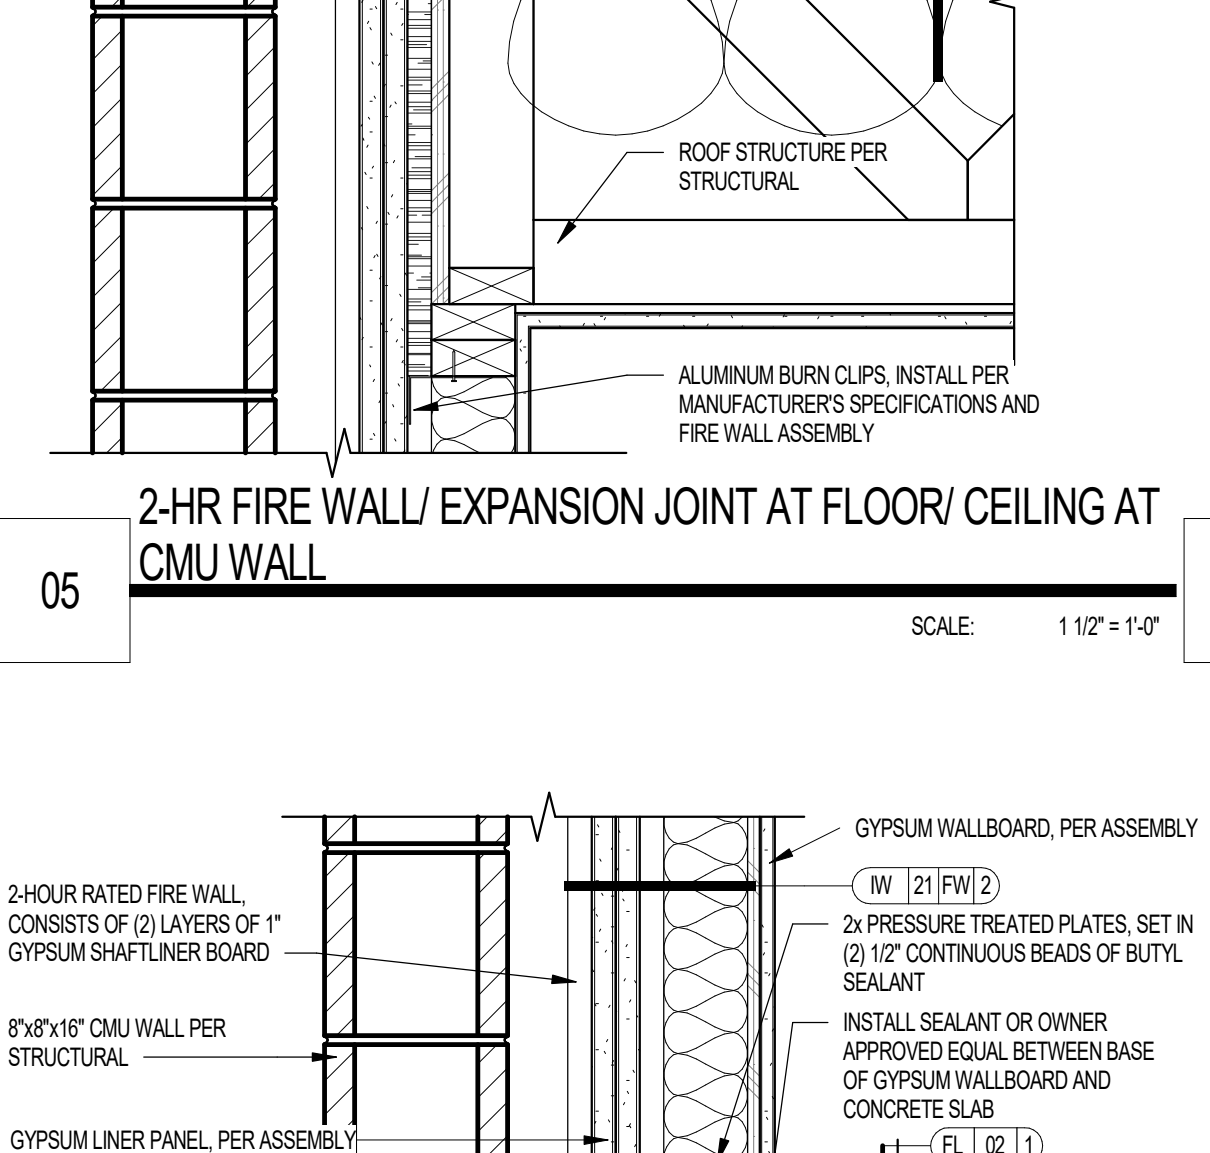 ROOF STRUCTURE PER
STRUCTURAL
ALUMINUM BURN CLIPS, INSTALL PER
MANUFACTURER'S SPECIFICATIONS AND
FIRE WALL ASSEMBLY
2-HR FIRE WALL/ EXPANSION JOINT AT FLOOR/ CEILING AT
CMU WALL
05
SCALE: 1 1/2" = 1'-0"
GYPSUM WALLBOARD, PER ASSEMBLY
IW 21 FW 2
2-HOUR RATED FIRE WALL,
CONSISTS OF (2) LAYERS OF 1"
GYPSUM SHAFTLINER BOARD
2x PRESSURE TREATED PLATES, SET IN
(2) 1/2" CONTINUOUS BEADS OF BUTYL
SEALANT
8"x8"x16" CMU WALL PER
STRUCTURAL
INSTALL SEALANT OR OWNER
APPROVED EQUAL BETWEEN BASE
OF GYPSUM WALLBOARD AND
CONCRETE SLAB
GYPSUM LINER PANEL, PER ASSEMBLY
FL 02 1